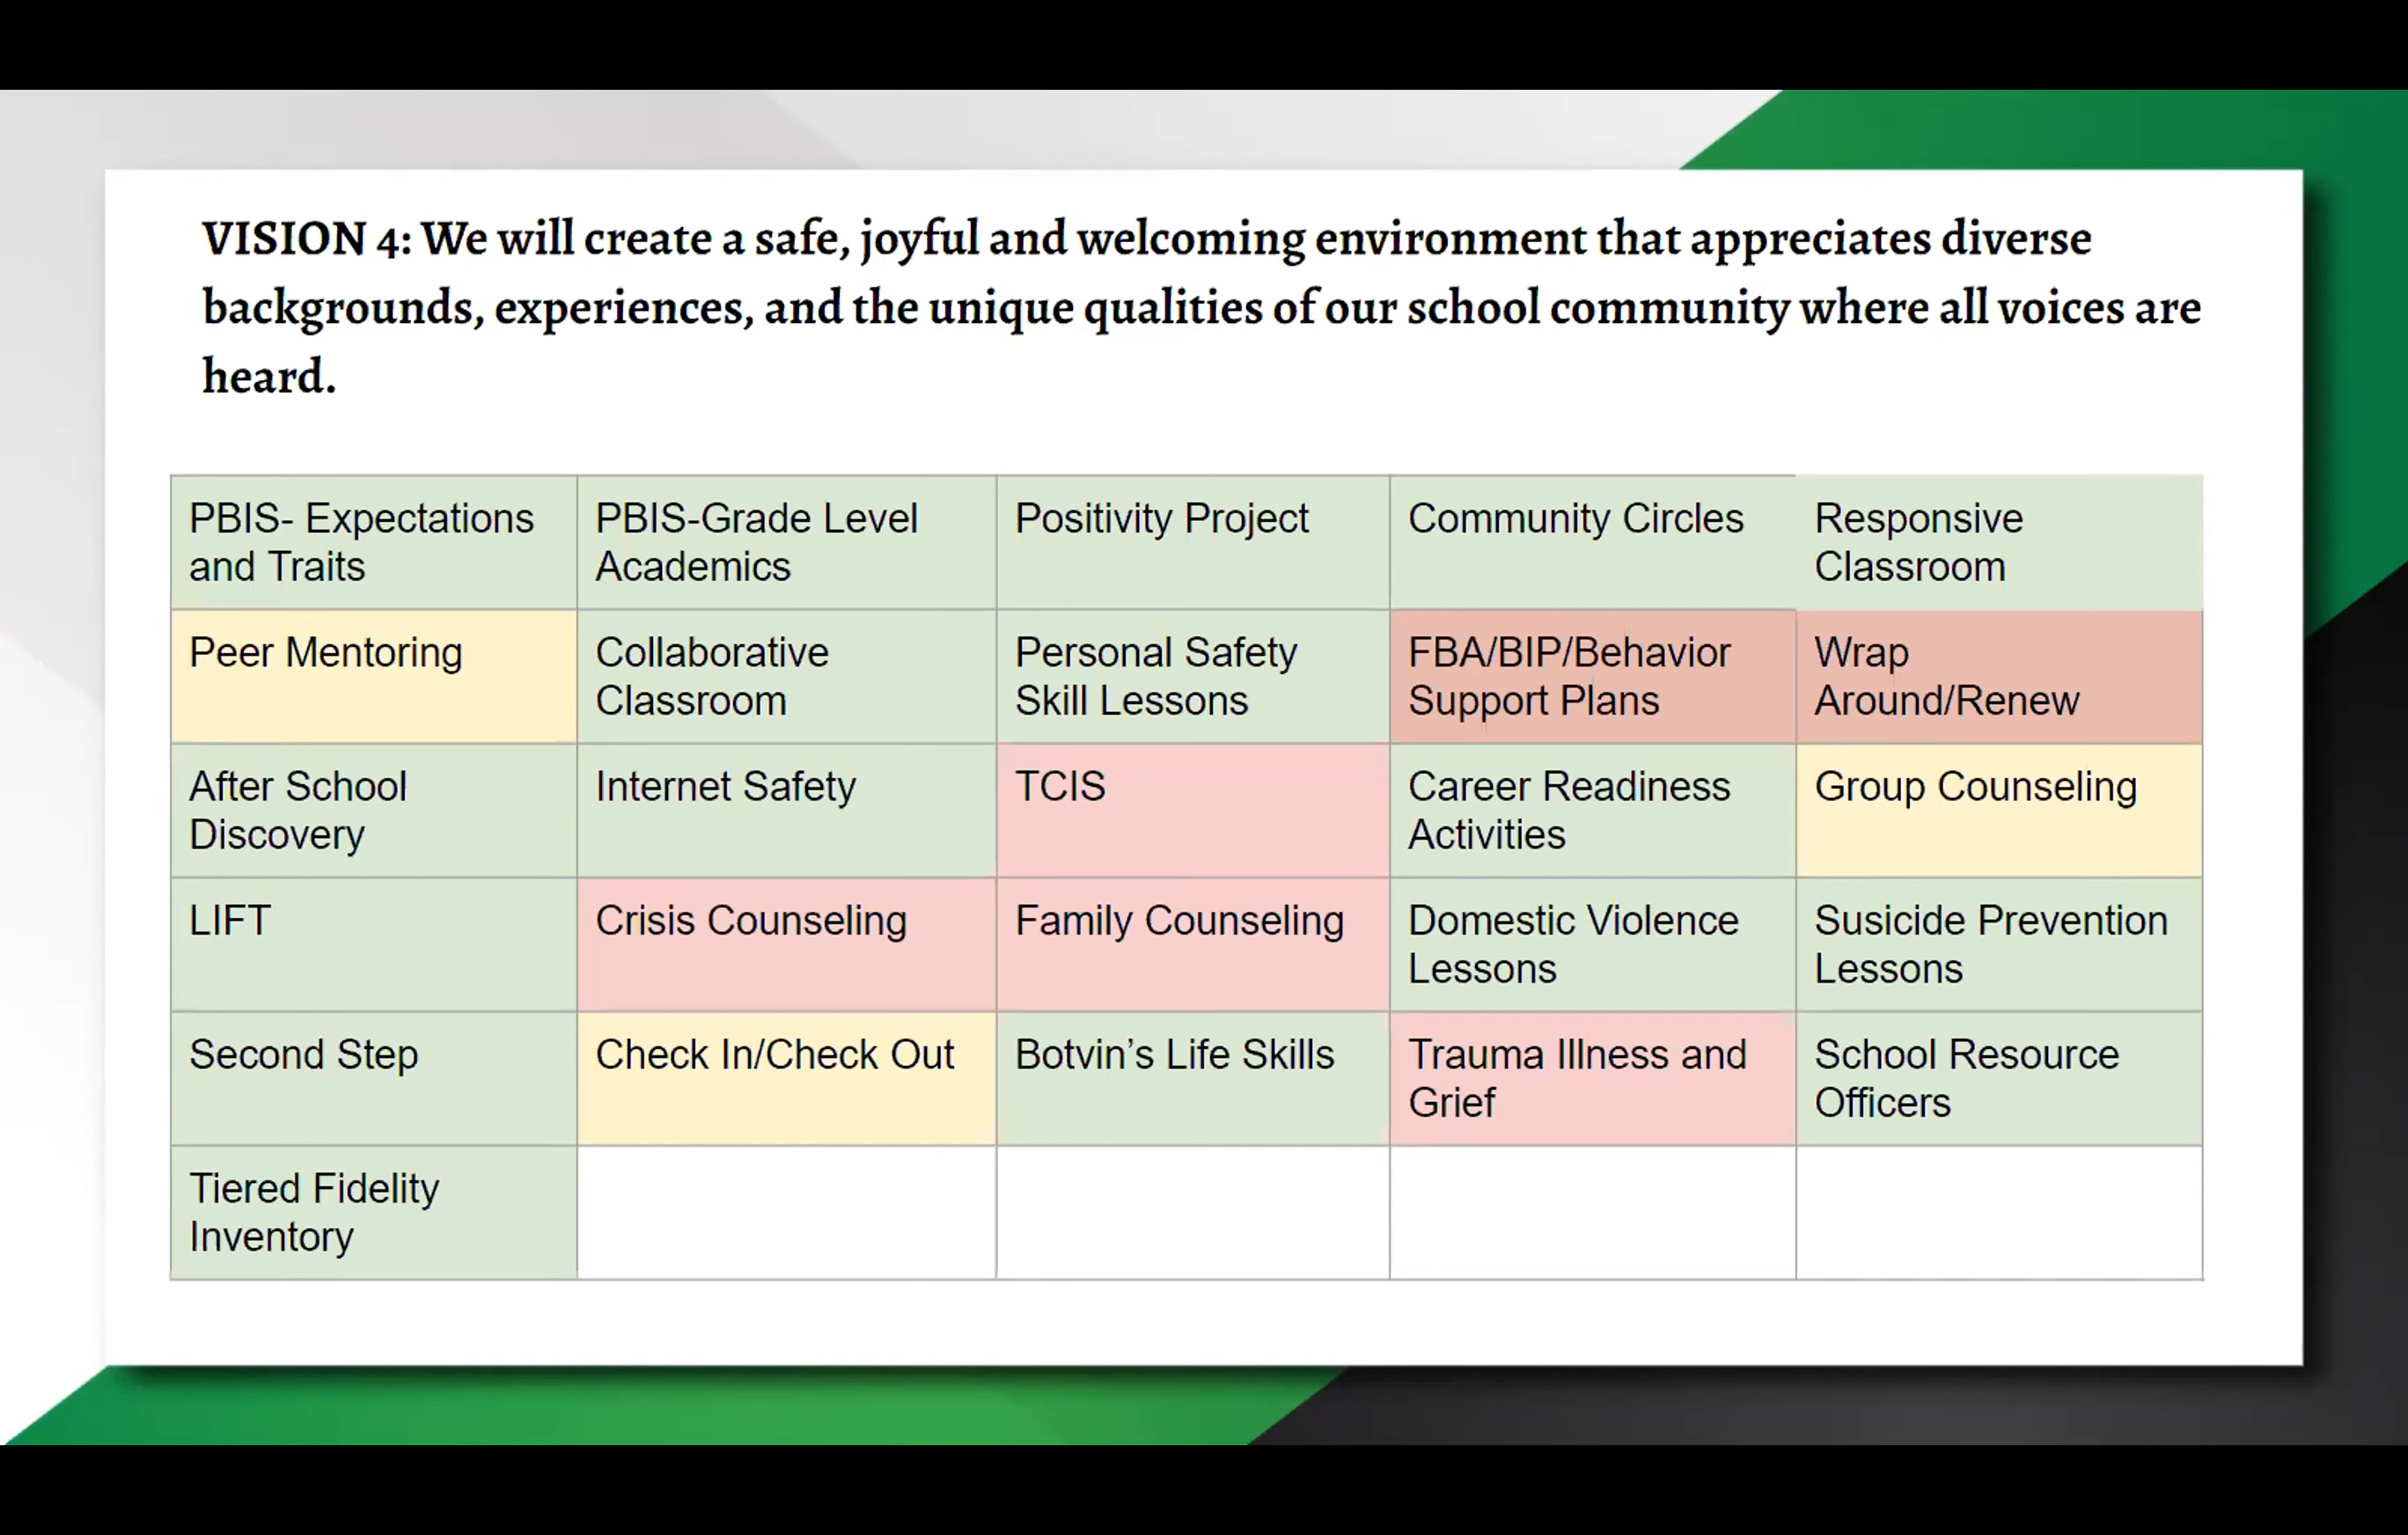 VISION 4: We will create a safe, joyful and welcoming environment that appreciates diverse
backgrounds, experiences, and the unique qualities of our school community where all voices are
heard.
PBIS- Expectations
and Traits
PBIS-Grade Level
Academics
Positivity Project
Community Circles
Responsive
Classroom
Peer Mentoring
Collaborative
Classroom
Personal Safety
Skill Lessons
FBA/BIP/Behavior
Support Plans
Wrap
Around/Renew
After School
Discovery
Internet Safety
TCIS
Career Readiness
Activities
Group Counseling
LIFT
Crisis Counseling
Family Counseling
Domestic Violence
Lessons
Susicide Prevention
Lessons
Second Step
Check In/Check Out
Botvin’s Life Skills
Trauma Illness and
Grief
School Resource
Officers
Tiered Fidelity
Inventory